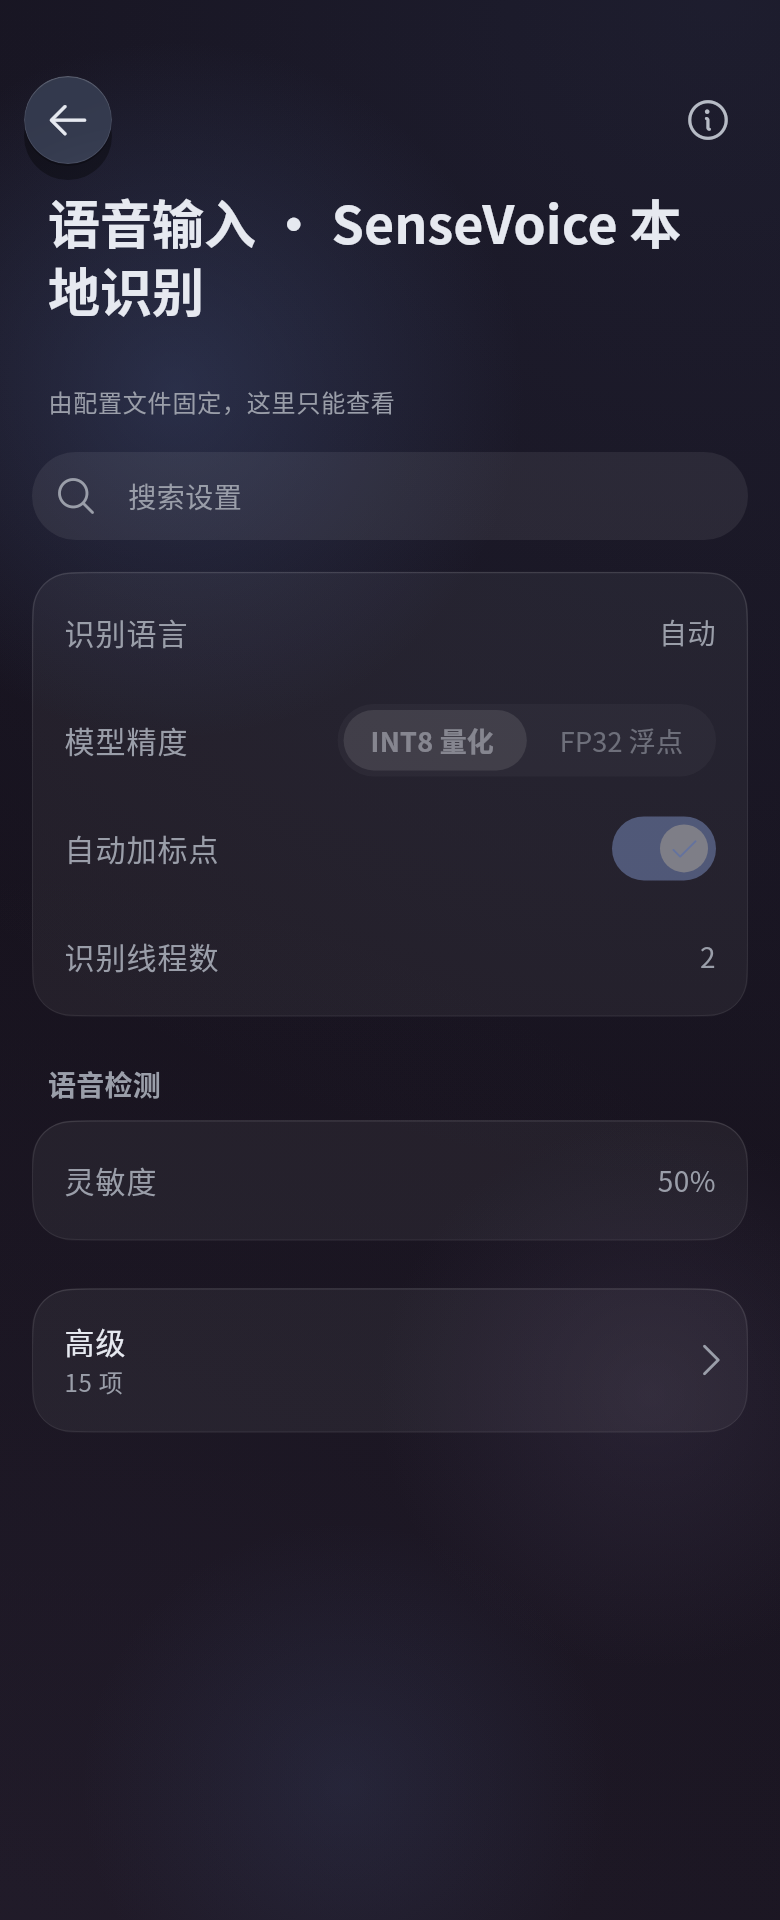 语音输入 · SenseVoice 本
地识别
由配置文件固定，这里只能查看
搜索设置
识别语言 自动
模型精度 INT8 量化 FP32 浮点
自动加标点
识别线程数 2
语音检测
灵敏度 50%
高级
15 项